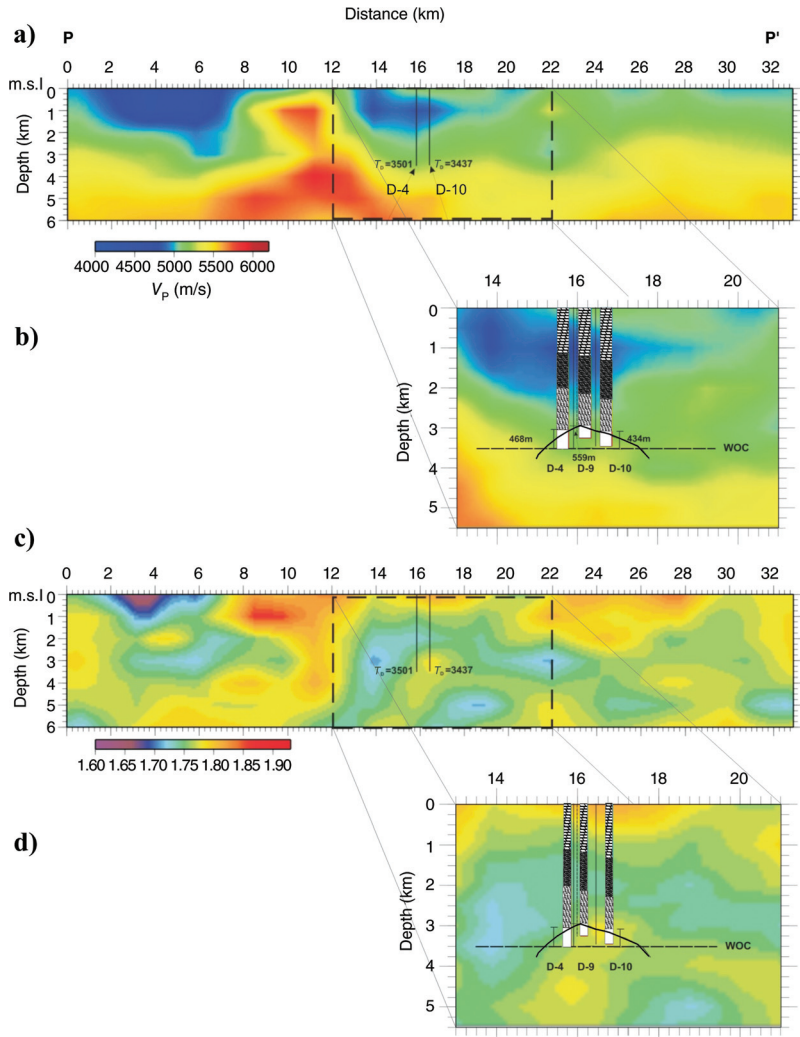 Distance (km)
a)
P P'
0 2 4 6 8 10 12 14 16 18 20 22 24 26 28 30 32
m.s.l
0
1
2
3
4
5
6
Depth (km)
T_D=3501 T_D=3437
D-4 D-10
4000 4500 5000 5500 6000
V_P (m/s)
b)
14 16 18 20
0
1
2
3
4
5
Depth (km)
468m 434m
WOC
559m
D-4 D-9 D-10
c)
0 2 4 6 8 10 12 14 16 18 20 22 24 26 28 30 32
m.s.l
0
1
2
3
4
5
6
Depth (km)
T_D=3501 T_D=3437
1.60 1.65 1.70 1.75 1.80 1.85 1.90
d)
14 16 18 20
0
1
2
3
4
5
Depth (km)
WOC
D-4 D-9 D-10